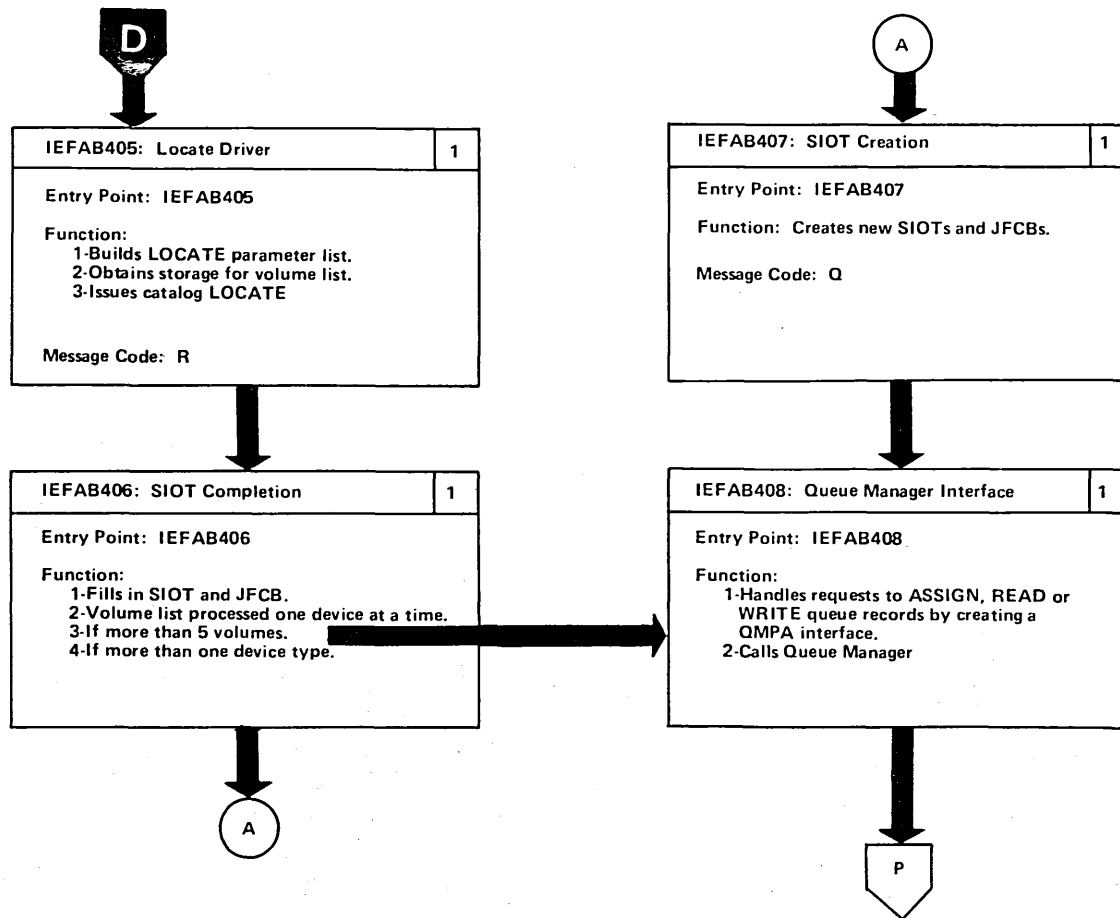 D
IEFAB405: Locate Driver 1
Entry Point: IEFAB405
Function:
1-Builds LOCATE parameter list.
2-Obtains storage for volume list.
3-Issues catalog LOCATE
Message Code: R
IEFAB406: SIOT Completion 1
Entry Point: IEFAB406
Function:
1-Fills in SIOT and JFCB.
2-Volume list processed one device at a time.
3-If more than 5 volumes.
4-If more than one device type.
A
A
IEFAB407: SIOT Creation 1
Entry Point: IEFAB407
Function: Creates new SIOTs and JFCBs.
Message Code: Q
IEFAB408: Queue Manager Interface 1
Entry Point: IEFAB408
Function:
1-Handles requests to ASSIGN, READ or
WRITE queue records by creating a
QMPA interface.
2-Calls Queue Manager
P